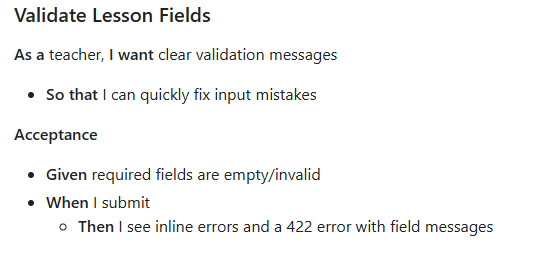 Validate Lesson Fields
As a teacher, I want clear validation messages
• So that I can quickly fix input mistakes
Acceptance
• Given required fields are empty/invalid
• When I submit
◦ Then I see inline errors and a 422 error with field messages